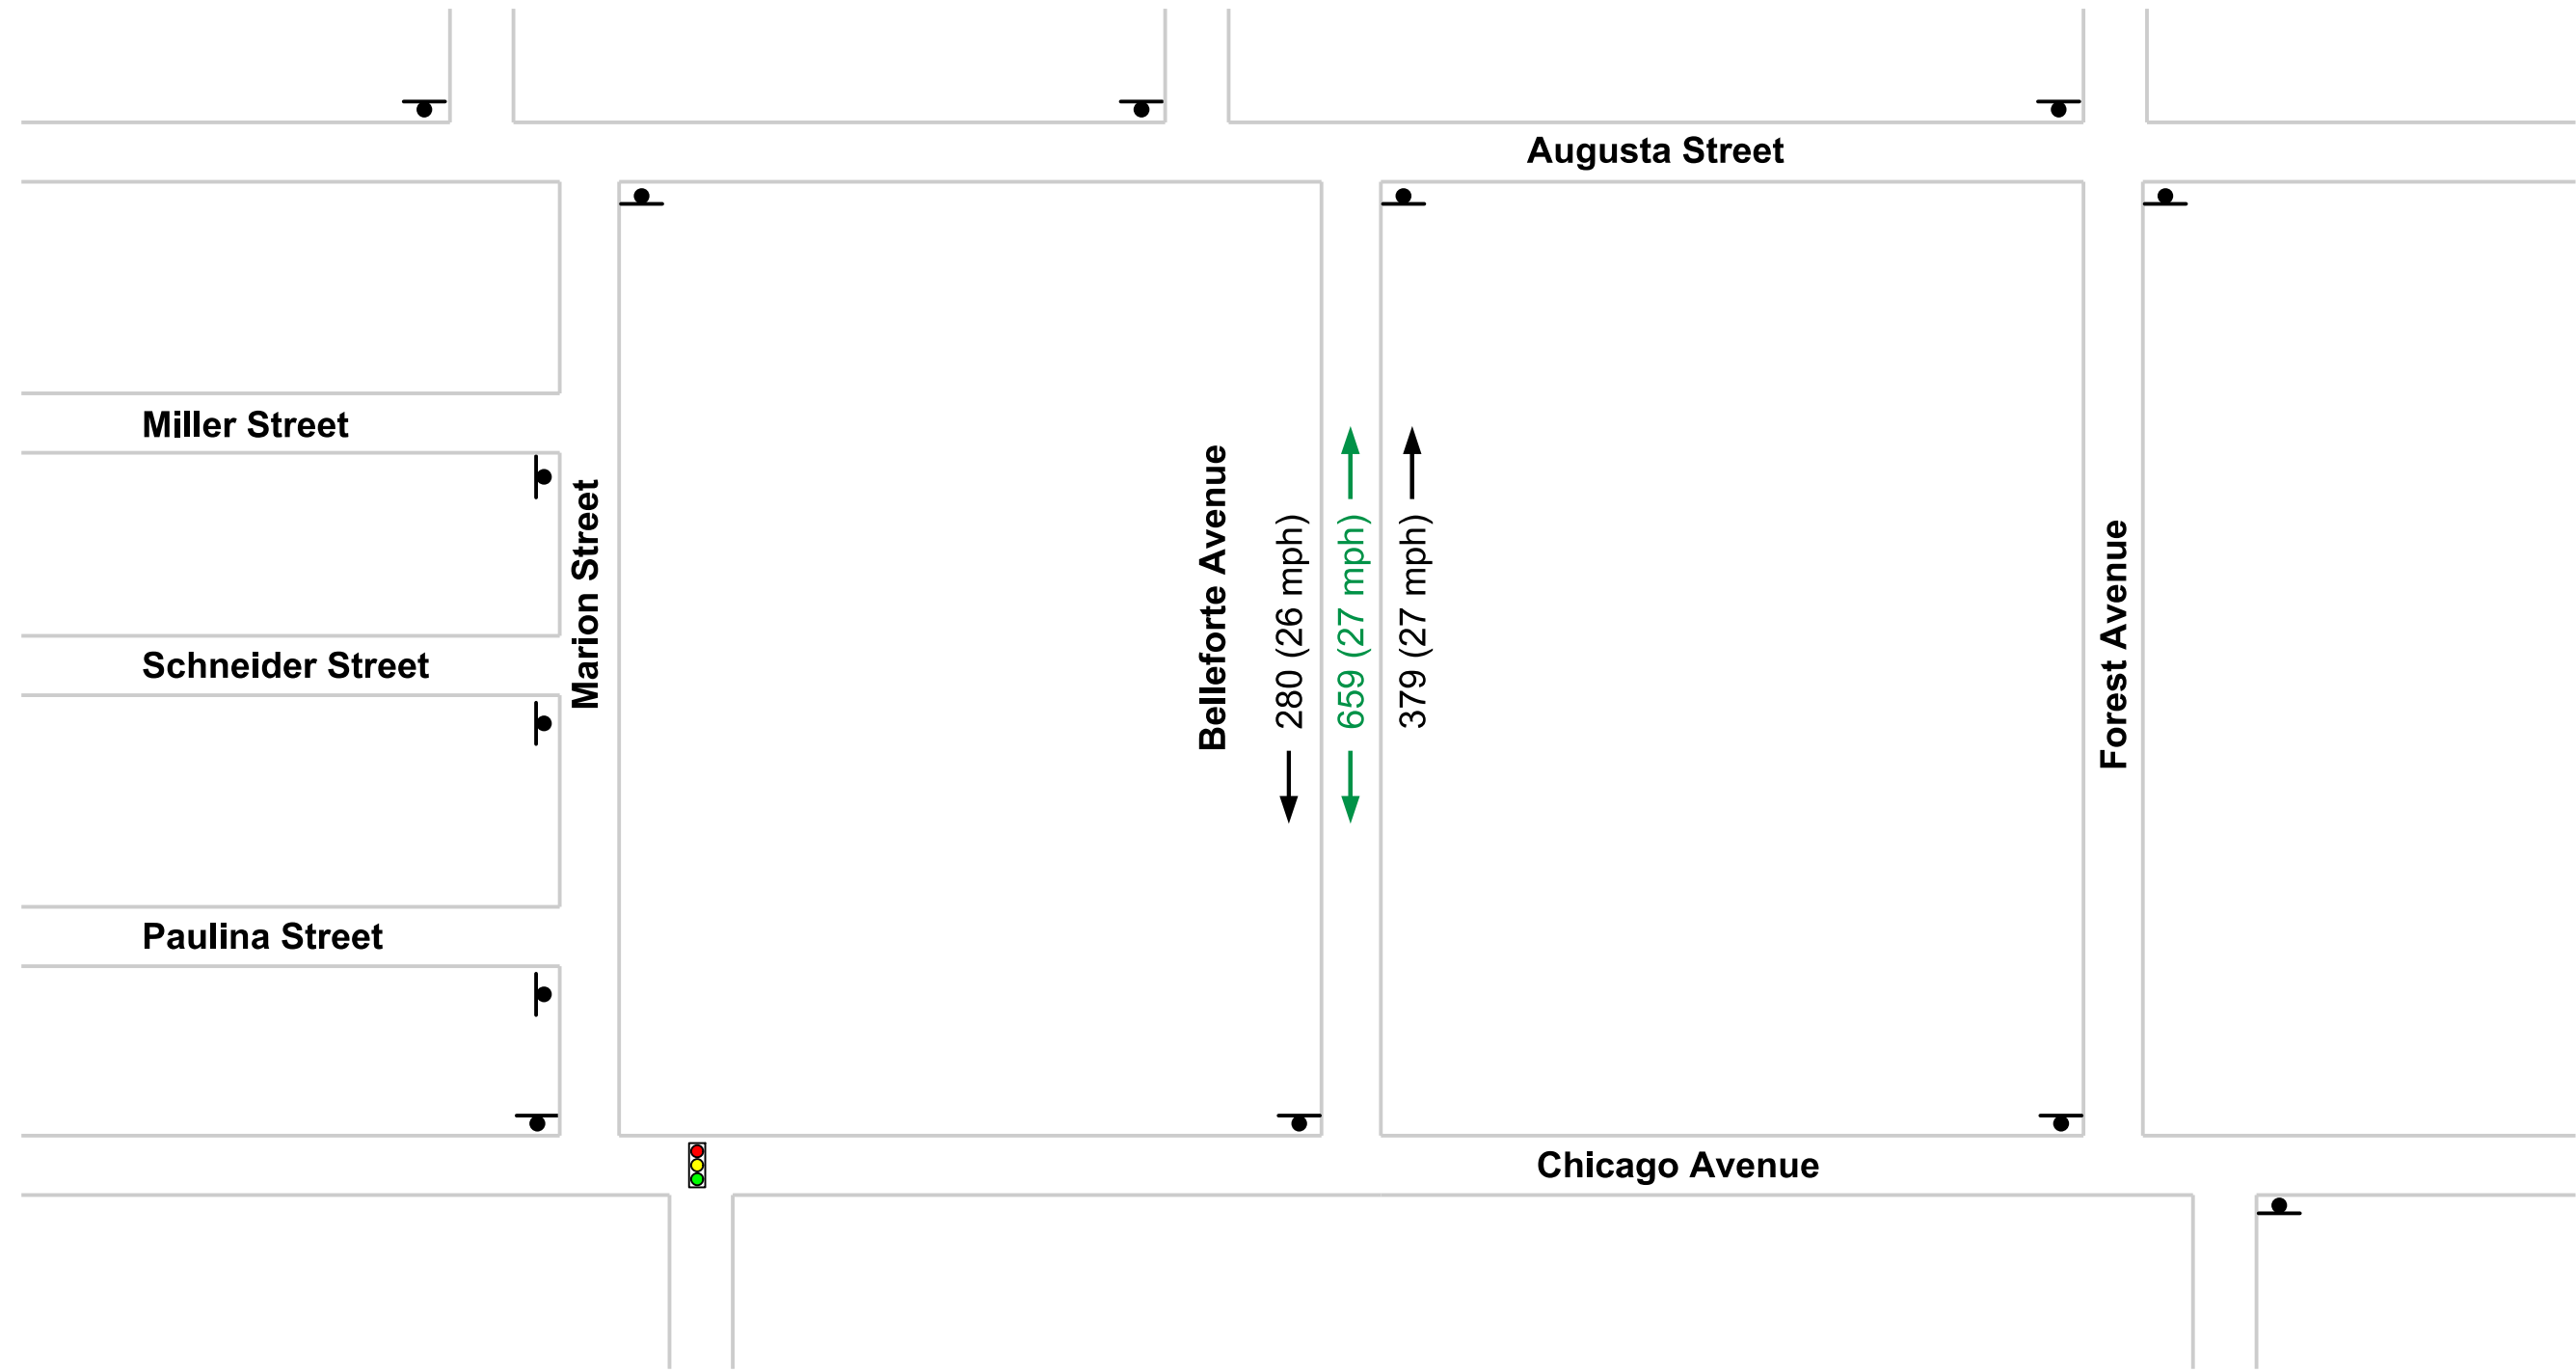 Augusta Street
Miller Street
Schneider Street
Paulina Street
Marion Street
Belleforte Avenue
280 (26 mph)
659 (27 mph)
379 (27 mph)
Forest Avenue
Chicago Avenue